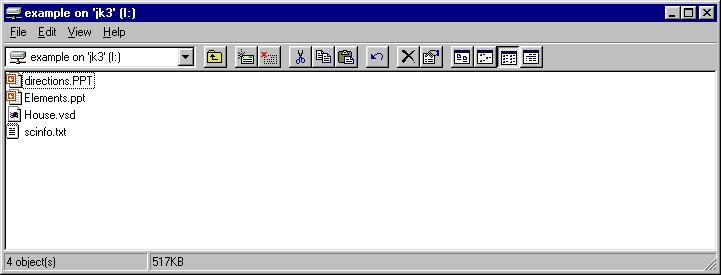 example on 'jk3' (I:)
File Edit View Help
example on 'jk3' (I:)
directions.PPT
Elements.ppt
House.vsd
scinfo.txt
4 object(s) 517KB